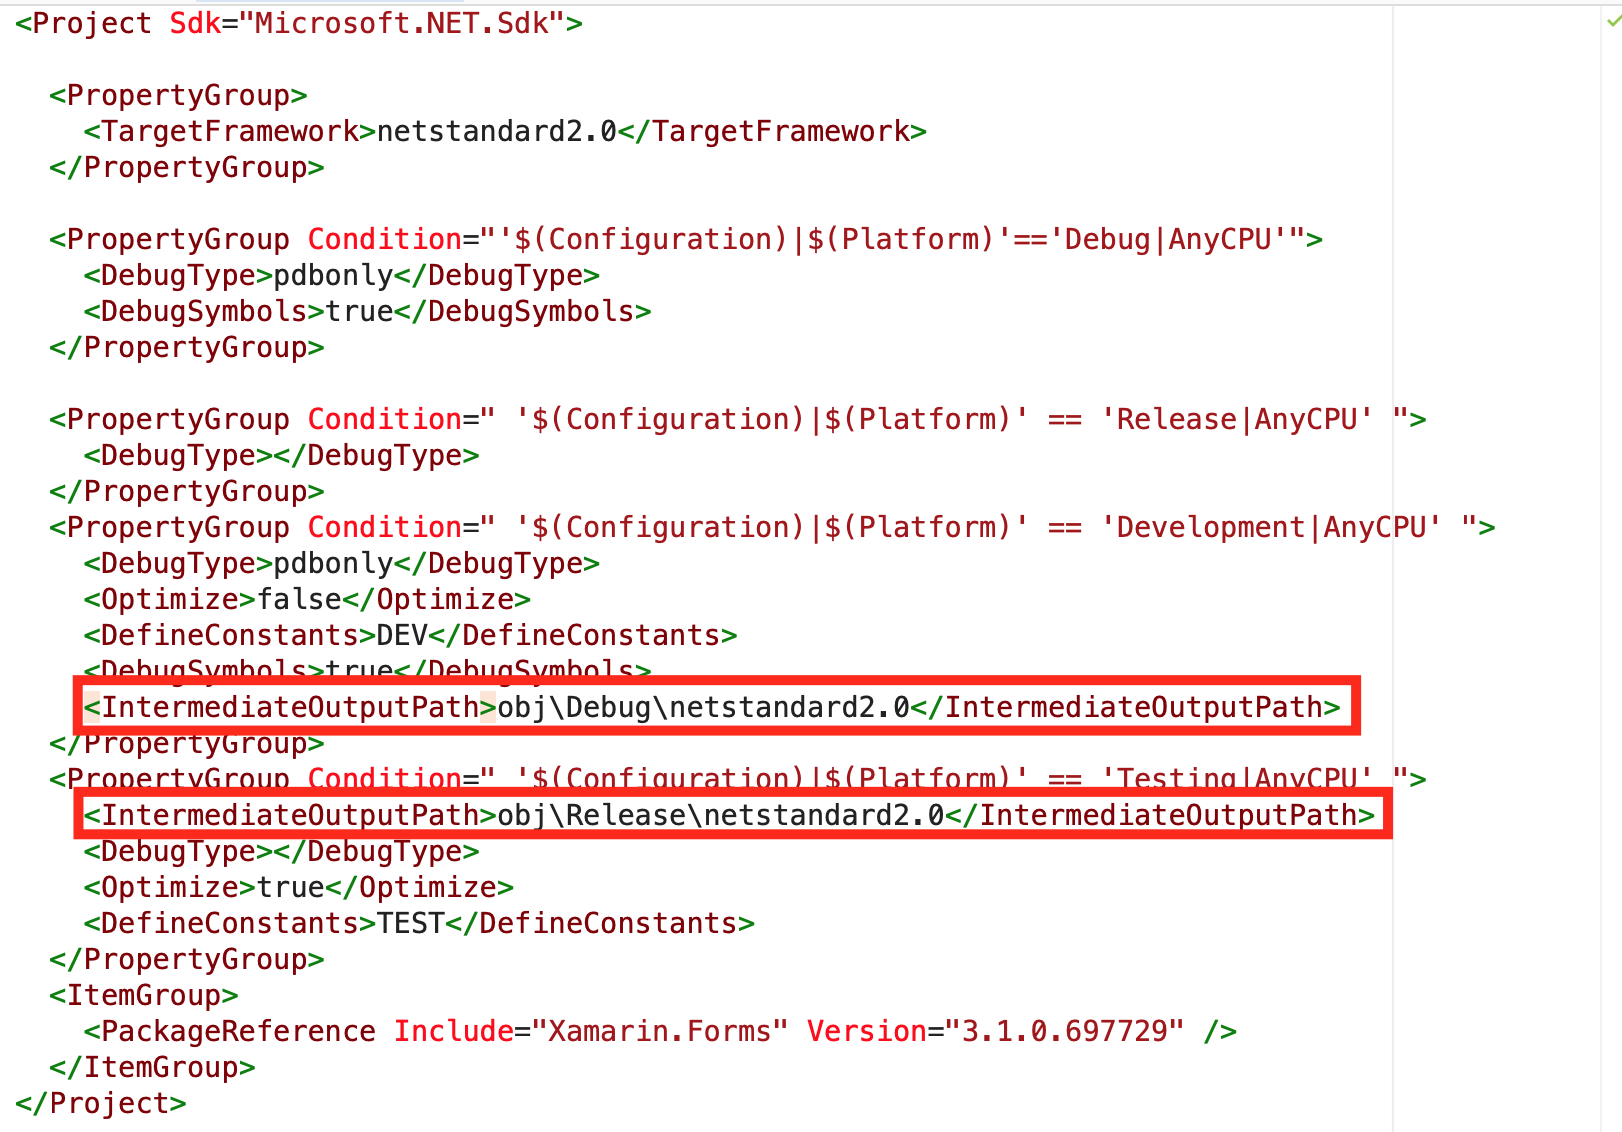 <Project Sdk="Microsoft.NET.Sdk">
<PropertyGroup>
<TargetFramework>netstandard2.0</TargetFramework>
</PropertyGroup>
<PropertyGroup Condition="'$(Configuration)|$(Platform)'=='Debug|AnyCPU'">
<DebugType>pdbonly</DebugType>
<DebugSymbols>true</DebugSymbols>
</PropertyGroup>
<PropertyGroup Condition=" '$(Configuration)|$(Platform)' == 'Release|AnyCPU' ">
<DebugType></DebugType>
</PropertyGroup>
<PropertyGroup Condition=" '$(Configuration)|$(Platform)' == 'Development|AnyCPU' ">
<DebugType>pdbonly</DebugType>
<Optimize>false</Optimize>
<DefineConstants>DEV</DefineConstants>
<DebugSymbols>true</DebugSymbols>
<IntermediateOutputPath>obj\Debug\netstandard2.0</IntermediateOutputPath>
</PropertyGroup>
<PropertyGroup Condition=" '$(Configuration)|$(Platform)' == 'Testing|AnyCPU' ">
<IntermediateOutputPath>obj\Release\netstandard2.0</IntermediateOutputPath>
<DebugType></DebugType>
<Optimize>true</Optimize>
<DefineConstants>TEST</DefineConstants>
</PropertyGroup>
<ItemGroup>
<PackageReference Include="Xamarin.Forms" Version="3.1.0.697729" />
</ItemGroup>
</Project>